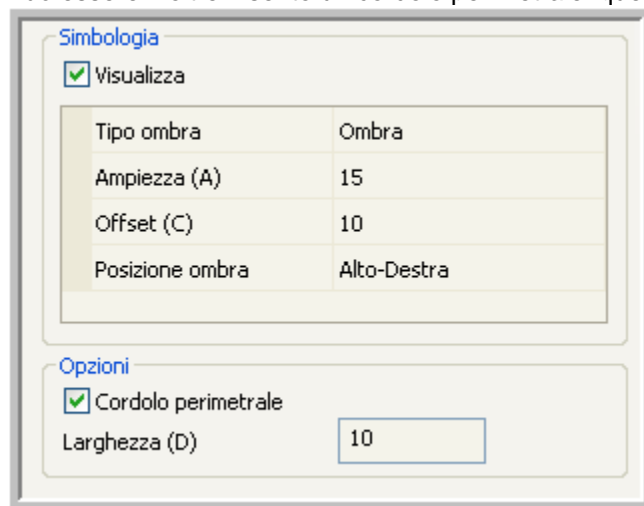 Simbologia
Visualizza
Tipo ombra Ombra
Ampiezza (A) 15
Offset (C) 10
Posizione ombra Alto-Destra
Opzioni
Cordolo perimetrale
Larghezza (D) 10